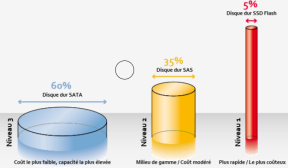 5%
Disque dur SSD Flash
35%
Disque dur SAS
60%
Disque dur SATA
Niveau 3
Niveau 2
Niveau 1
Coût le plus faible, capacité la plus élevée
Milieu de gamme / Coût modéré
Plus rapide / Le plus coûteux